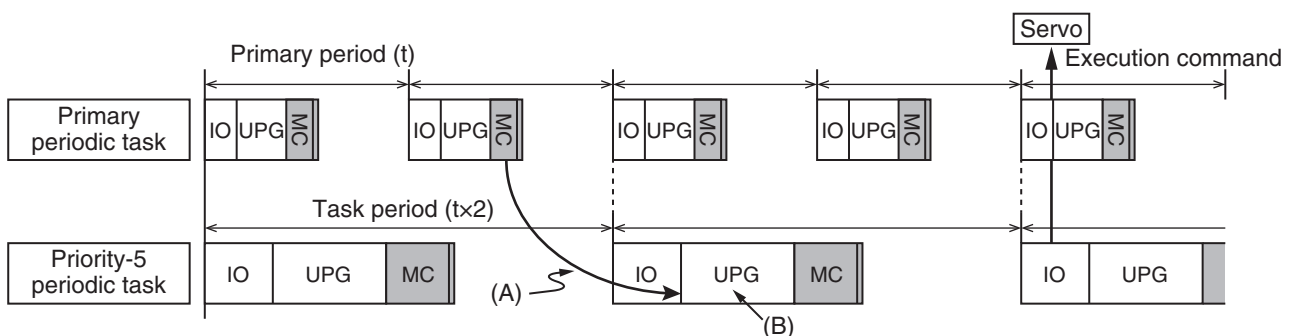 Servo
Primary period (t)
Execution command
Primary
periodic task
IO UPG MC
IO UPG MC
IO UPG MC
IO UPG MC
IO UPG MC
Task period (t×2)
Priority-5
periodic task
IO UPG MC
IO UPG MC
IO UPG
(A)
(B)